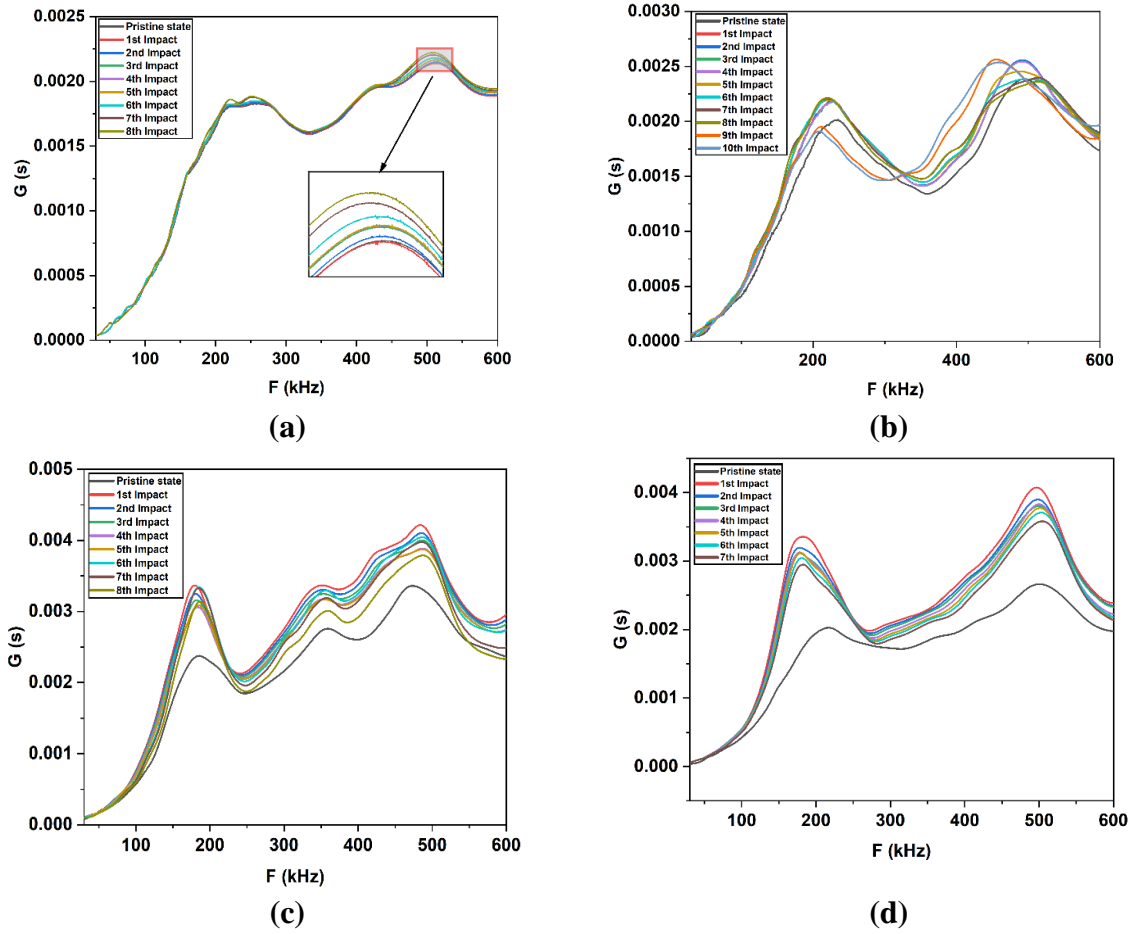 0.0025
0.0020
0.0015
0.0010
0.0005
0.0000
G (s)
Pristine state
1st Impact
2nd Impact
3rd Impact
4th Impact
5th Impact
6th Impact
7th Impact
8th Impact
100 200 300 400 500 600
F (kHz)
(a)
0.0030
0.0025
0.0020
0.0015
0.0010
0.0005
0.0000
G (s)
Pristine state
1st Impact
2nd Impact
3rd Impact
4th Impact
5th Impact
6th Impact
7th Impact
8th Impact
9th Impact
10th Impact
200 400 600
F (kHz)
(b)
0.005
0.004
0.003
0.002
0.001
0.000
G (s)
Pristine state
1st Impact
2nd Impact
3rd Impact
4th Impact
5th Impact
6th Impact
7th Impact
8th Impact
100 200 300 400 500 600
F (kHz)
(c)
0.004
0.003
0.002
0.001
0.000
G (s)
Pristine state
1st Impact
2nd Impact
3rd Impact
4th Impact
5th Impact
6th Impact
7th Impact
100 200 300 400 500 600
F (kHz)
(d)